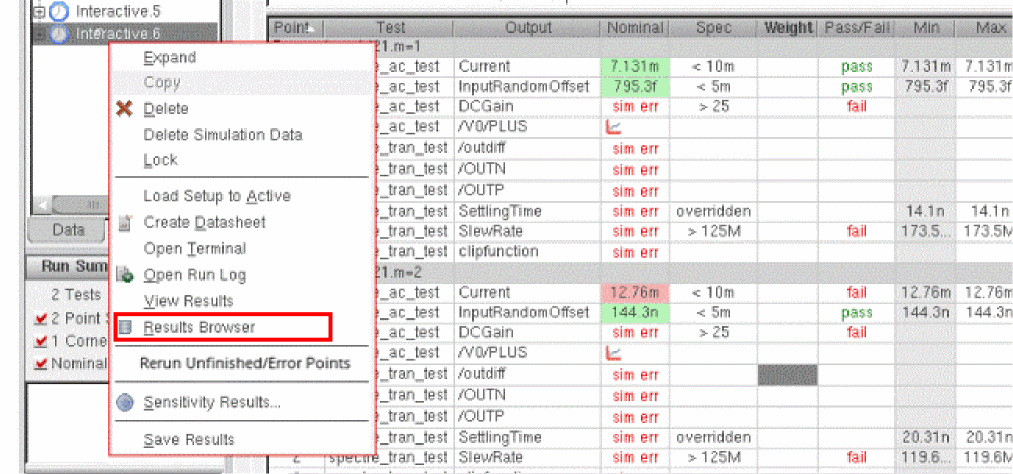 Interactive.5
Interactive.6
Expand
Copy
Delete
Delete Simulation Data
Lock
Load Setup to Active
Create Datasheet
Open Terminal
Open Run Log
View Results
Results Browser
Rerun Unfinished/Error Points
Sensitivity Results...
Save Results
Data
Run Sum
2 Tests
2 Point
1 Corne
Nominal
Point Test Output Nominal Spec Weight Pass/Fail Min Max
21.m=1
_ac_test Current 7.131m < 10m pass 7.131m 7.131m
_ac_test InputRandomOffset 795.3f < 5m pass 795.3f 795.3f
_ac_test DCGain sim err > 25 fail
_ac_test /V0/PLUS
_tran_test /outdiff sim err
_tran_test /OUTN sim err
_tran_test /OUTP sim err
_tran_test SettlingTime sim err overridden 14.1n 14.1n
_tran_test SlewRate sim err > 125M fail 173.5... 173.5M
_tran_test clipfunction sim err
21.m=2
_ac_test Current 12.76m < 10m fail 12.76m 12.76m
_ac_test InputRandomOffset 144.3n < 5m pass 144.3n 144.3n
_ac_test DCGain sim err > 25 fail
_ac_test /V0/PLUS
_tran_test /outdiff sim err
_tran_test /OUTN sim err
_tran_test /OUTP sim err
_tran_test SettlingTime sim err overridden 20.31n 20.31n
2 spectre_tran_test SlewRate sim err > 125M fail 119.6... 119.6M